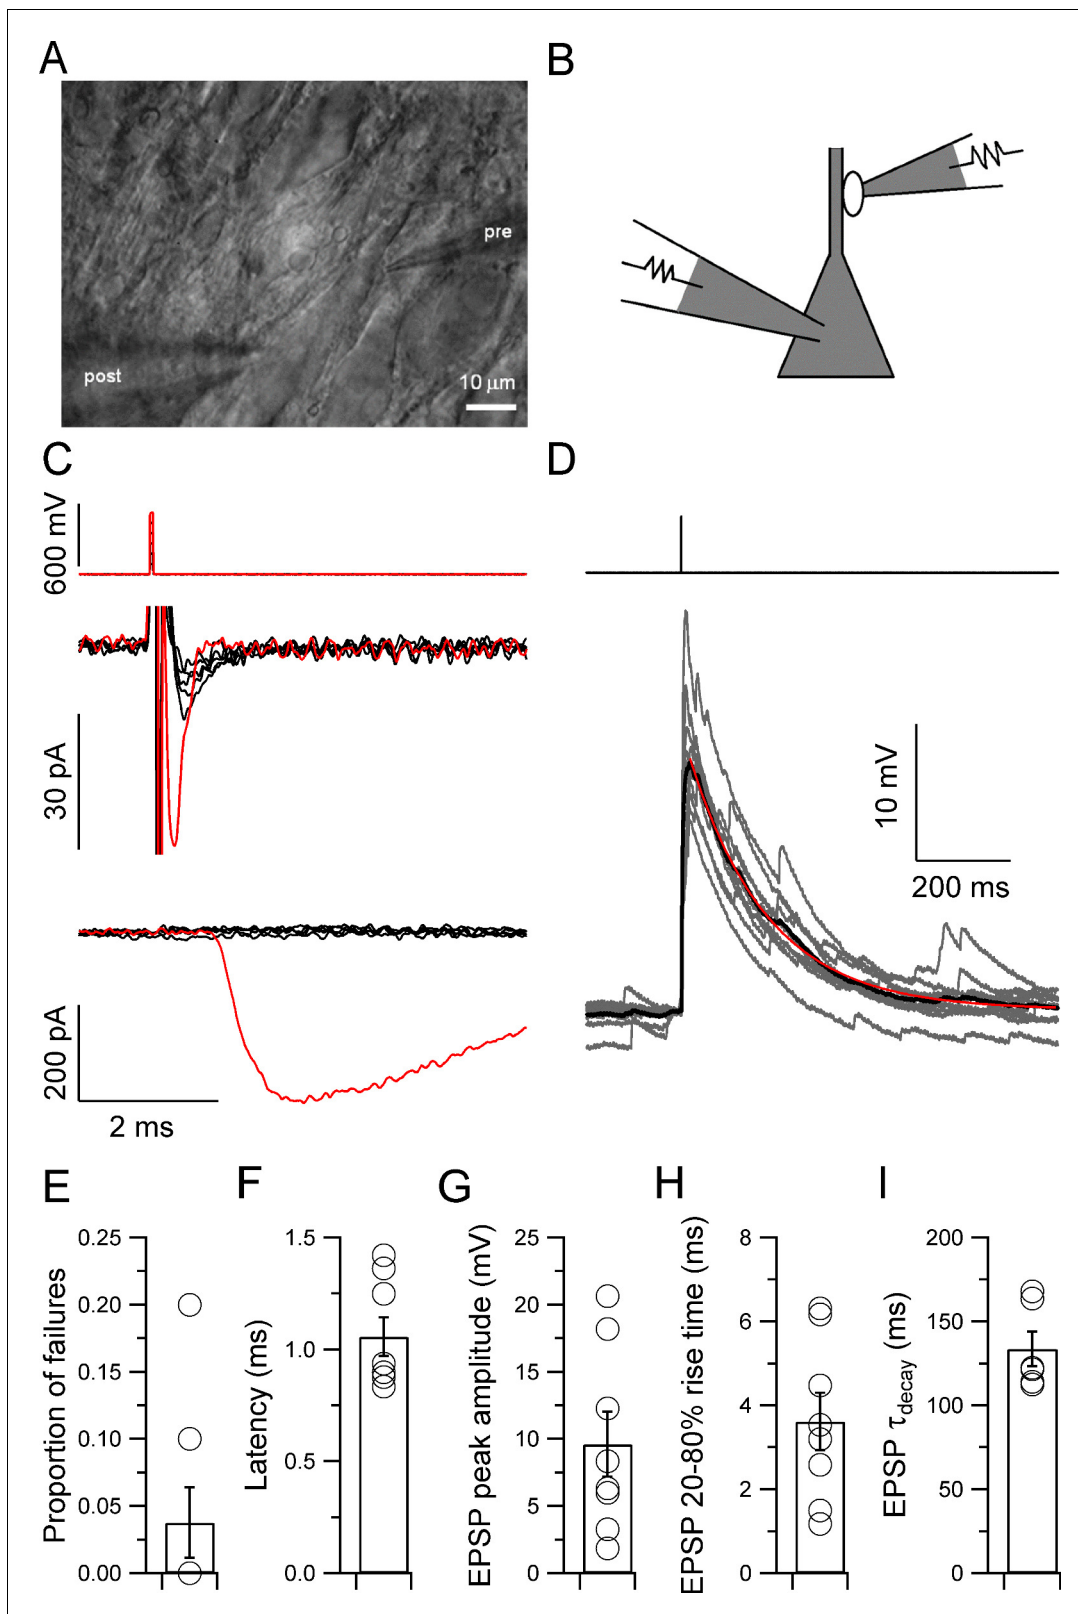 A
B
pre
post
10 μm
C
D
600 mV
30 pA
200 pA
2 ms
10 mV
200 ms
E
F
G
H
I
Proportion of failures
0.25
0.20
0.15
0.10
0.05
0.00
Latency (ms)
1.5
1.0
0.5
0.0
EPSP peak amplitude (mV)
25
20
15
10
5
0
EPSP 20-80% rise time (ms)
8
6
4
2
0
EPSP τdecay (ms)
200
150
100
50
0